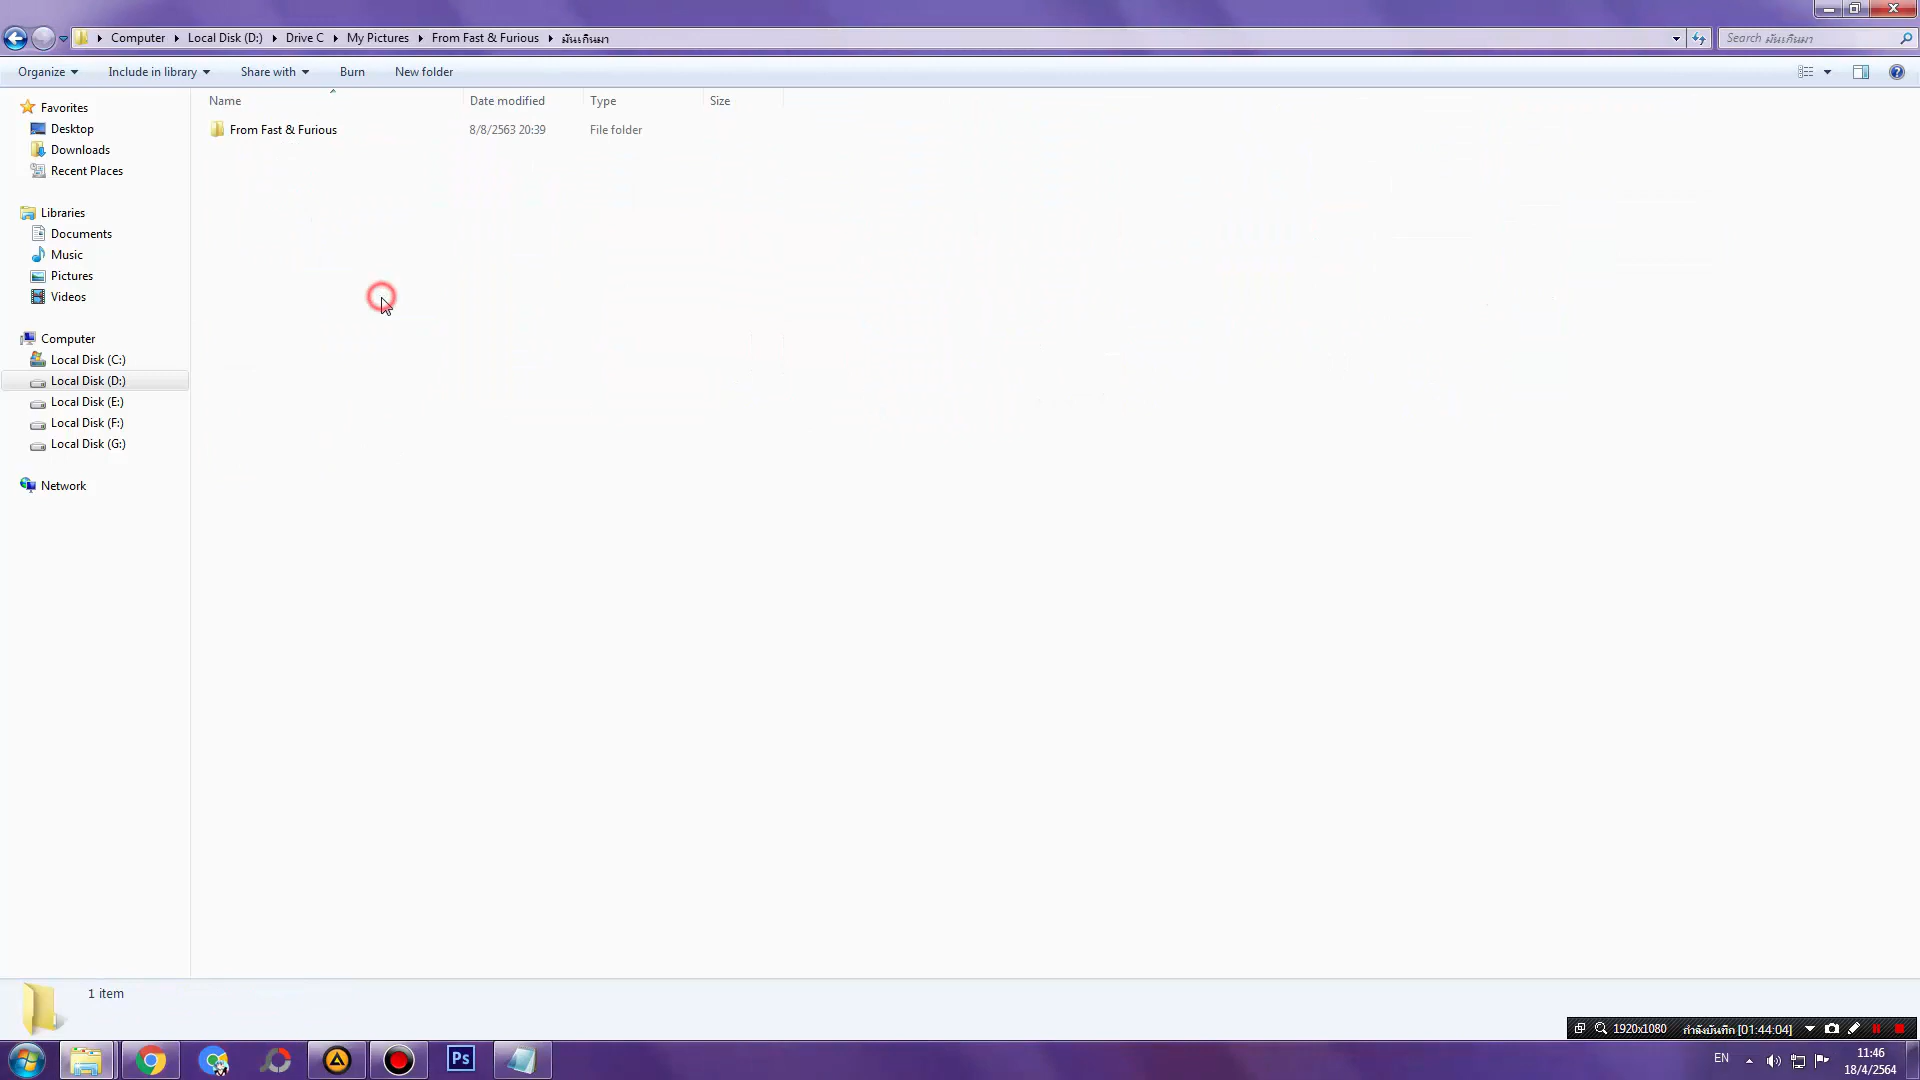 Computer Local Disk (D:) Drive C My Pictures From Fast & Furious มันเกินมา
Search มันเกินมา
Organize Include in library Share with Burn New folder
Name Date modified Type Size
From Fast & Furious 8/8/2563 20:39 File folder
Favorites
Desktop
Downloads
Recent Places
Libraries
Documents
Music
Pictures
Videos
Computer
Local Disk (C:)
Local Disk (D:)
Local Disk (E:)
Local Disk (F:)
Local Disk (G:)
Network
1 item
1920x1080 กำลังบันทึก [01:44:04]
Ps
EN
11:46
18/4/2564